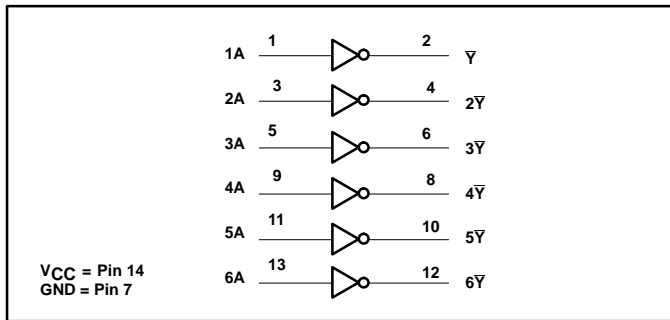 1A 1 2 Y̅
2A 3 4 2Y̅
3A 5 6 3Y̅
4A 9 8 4Y̅
5A 11 10 5Y̅
6A 13 12 6Y̅
VCC = Pin 14
GND = Pin 7